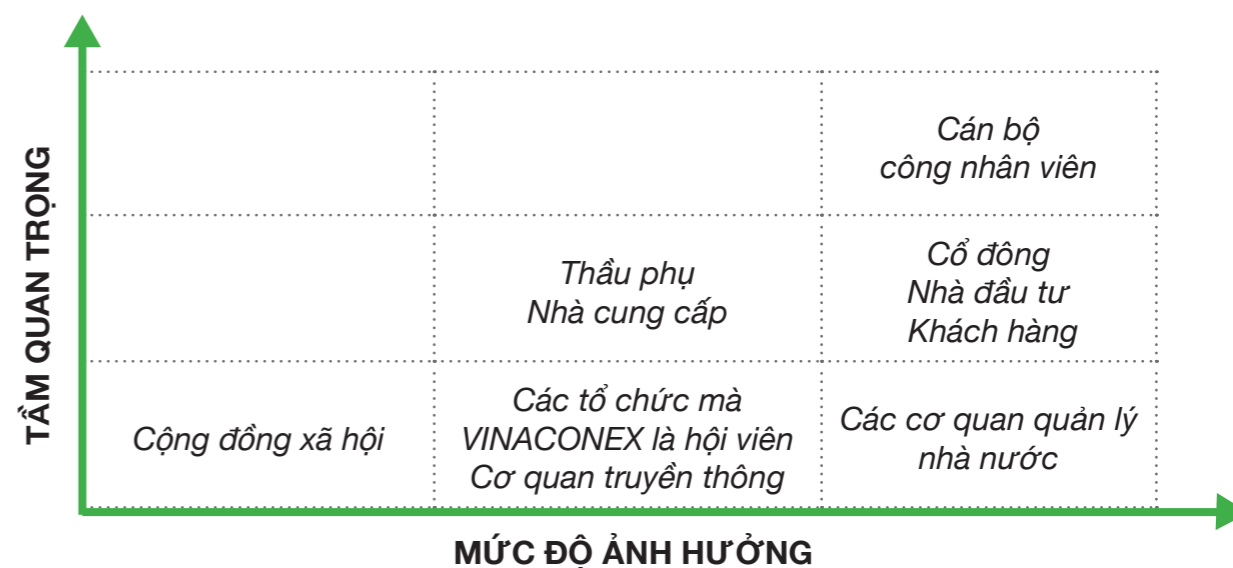 TẦM QUAN TRỌNG
Cán bộ
công nhân viên
Thầu phụ
Nhà cung cấp
Cổ đông
Nhà đầu tư
Khách hàng
Cộng đồng xã hội
Các tổ chức mà
VINACONEX là hội viên
Cơ quan truyền thông
Các cơ quan quản lý
nhà nước
MỨC ĐỘ ẢNH HƯỞNG